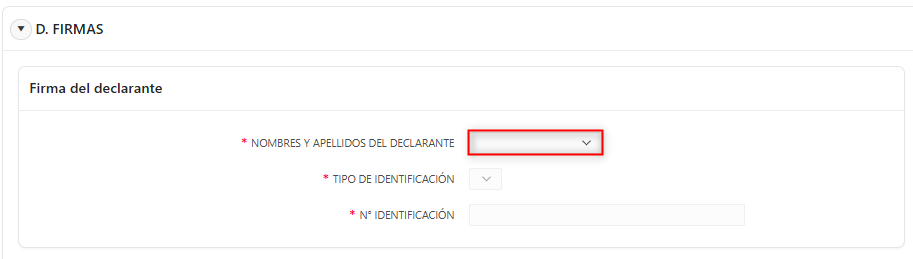 D. FIRMAS
Firma del declarante
* NOMBRES Y APELLIDOS DEL DECLARANTE
* TIPO DE IDENTIFICACIÓN
* N° IDENTIFICACIÓN